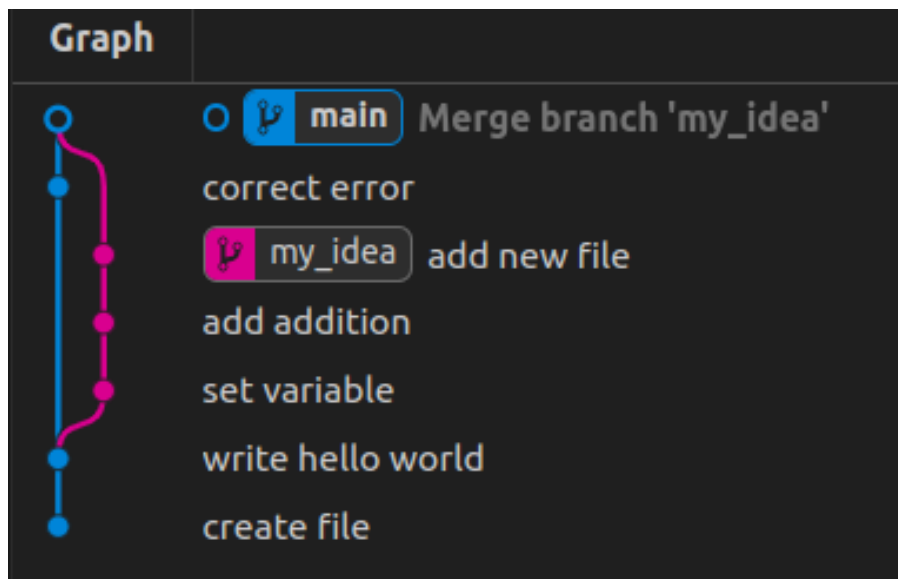 Graph
main Merge branch 'my_idea'
correct error
my_idea add new file
add addition
set variable
write hello world
create file